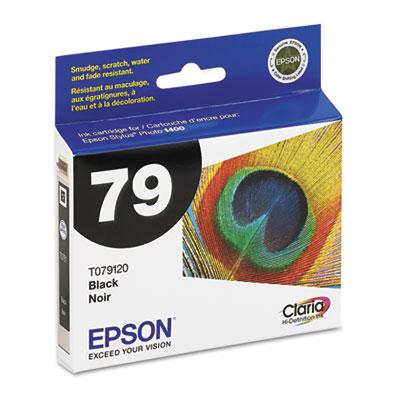 Smudge, scratch, water
and fade resistant.
Résistant au maculage,
aux égratignures, à
l'eau et à la décoloration.
EPSON
Ink cartridge for / Cartouche d'encre pour:
Epson Stylus® Photo 1400
79
T079120
Black
Noir
EPSON®
EXCEED YOUR VISION
Claria
Hi-Definition Ink